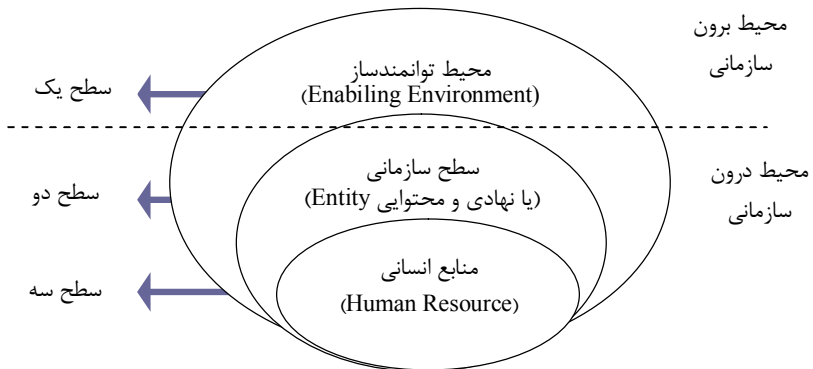 محیط برون
سازمانی
محیط توانمندساز
(Enabiling Environment)
سطح یک
سطح سازمانی
(یا نهادی و محتوایی Entity)
محیط درون
سازمانی
سطح دو
منابع انسانی
(Human Resource)
سطح سه